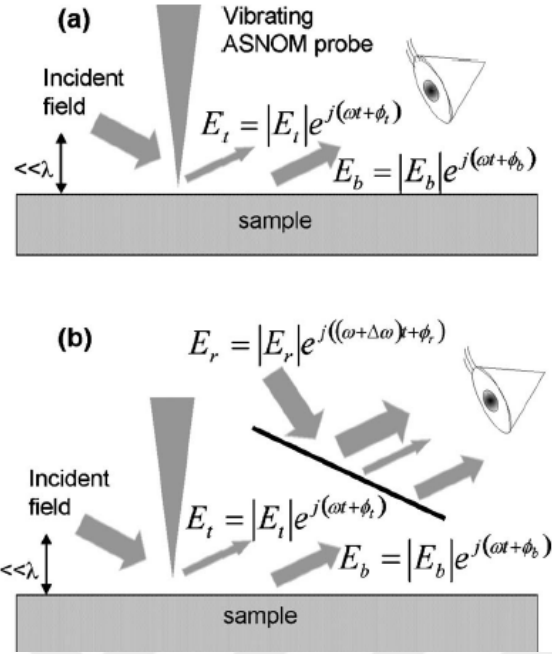 (a)
Vibrating
ASNOM probe
Incident
field
<<λ
E_t = |E_t|e^{j(ωt+ϕ_t)}
E_b = |E_b|e^{j(ωt+ϕ_b)}
sample
(b)
E_r = |E_r|e^{j((ω+Δω)t+ϕ_r)}
Incident
field
<<λ
E_t = |E_t|e^{j(ωt+ϕ_t)}
E_b = |E_b|e^{j(ωt+ϕ_b)}
sample